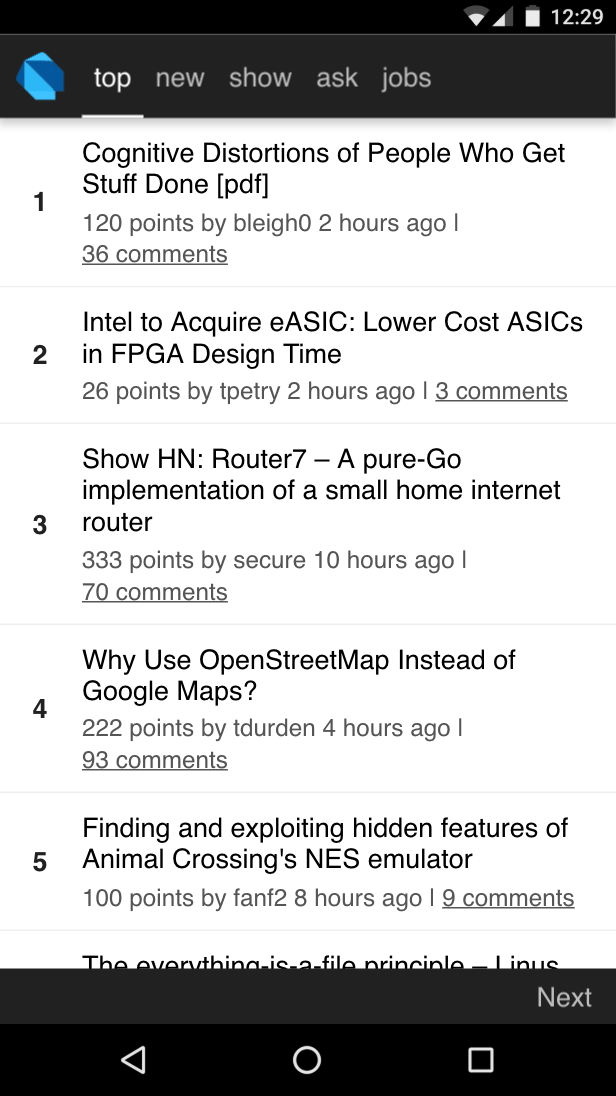 12:29
top new show ask jobs
1
Cognitive Distortions of People Who Get
Stuff Done [pdf]
120 points by bleigh0 2 hours ago |
36 comments
2
Intel to Acquire eASIC: Lower Cost ASICs
in FPGA Design Time
26 points by tpetry 2 hours ago | 3 comments
3
Show HN: Router7 – A pure-Go
implementation of a small home internet
router
333 points by secure 10 hours ago |
70 comments
4
Why Use OpenStreetMap Instead of
Google Maps?
222 points by tdurden 4 hours ago |
93 comments
5
Finding and exploiting hidden features of
Animal Crossing's NES emulator
100 points by fanf2 8 hours ago | 9 comments
The everything-is-a-file principle – Linus
Next